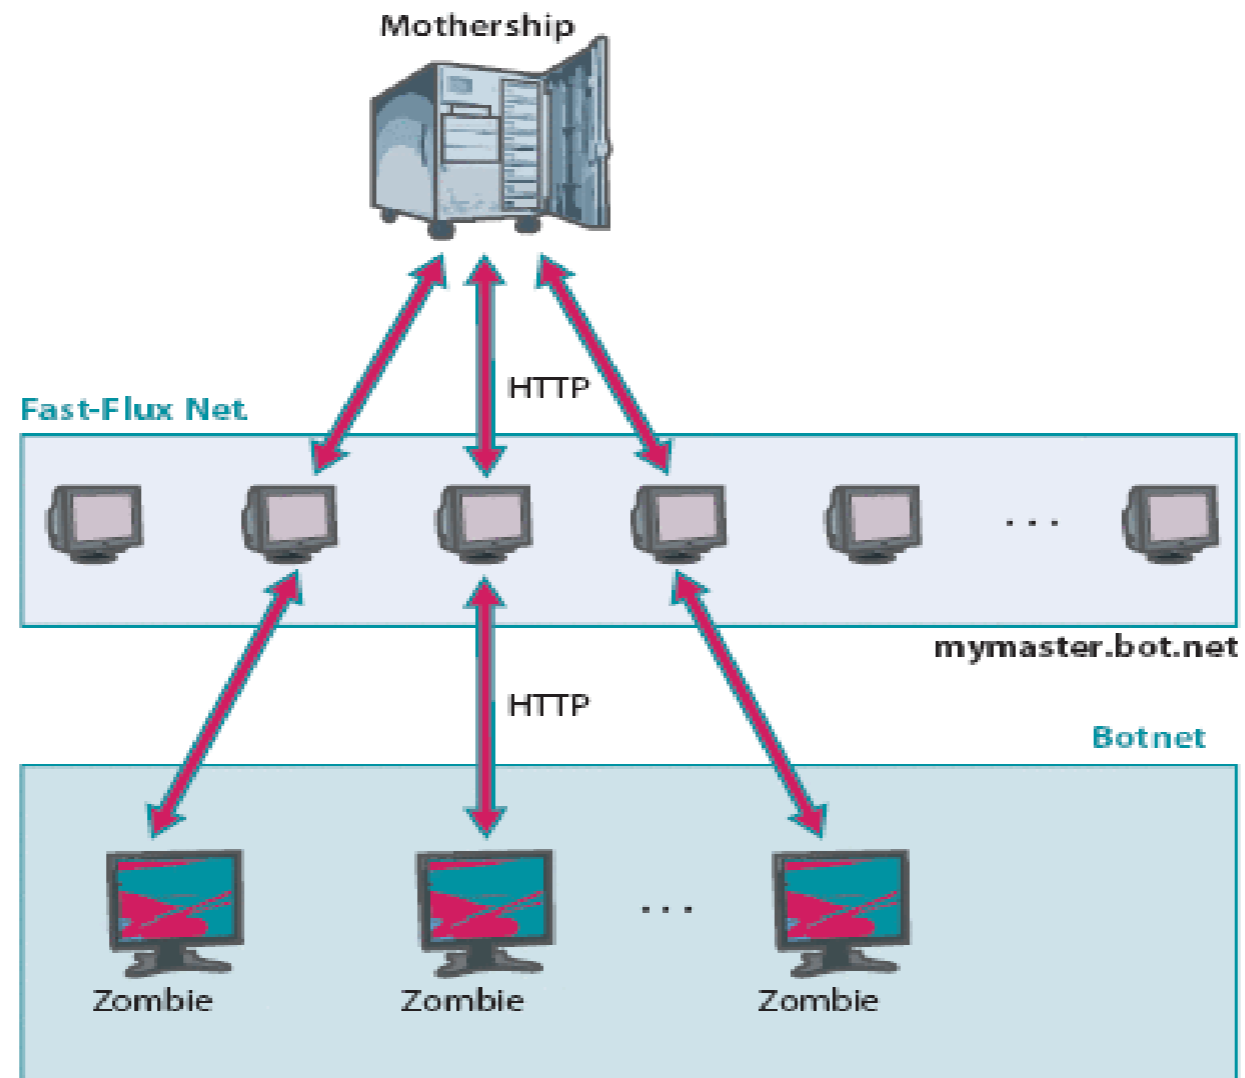 Mothership
HTTP
Fast-Flux Net
. . .
mymaster.bot.net
HTTP
Botnet
. . .
Zombie
Zombie
Zombie